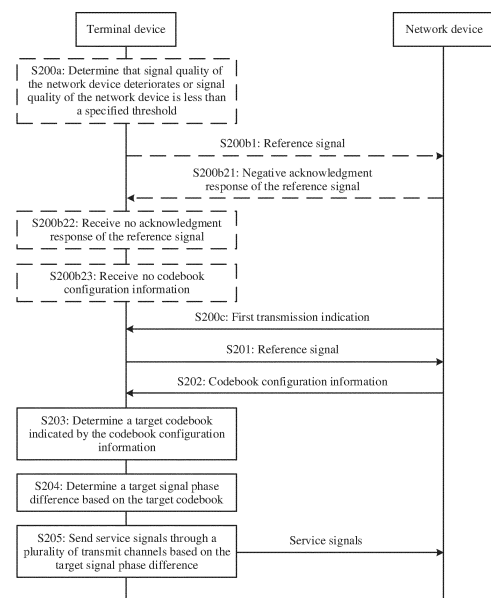 Terminal device
Network device
S200a: Determine that signal quality of
the network device deteriorates or signal
quality of the network device is less than
a specified threshold
S200b1: Reference signal
S200b21: Negative acknowledgment
response of the reference signal
S200b22: Receive no acknowledgment
response of the reference signal
S200b23: Receive no codebook
configuration information
S200c: First transmission indication
S201: Reference signal
S202: Codebook configuration information
S203: Determine a target codebook
indicated by the codebook configuration
information
S204: Determine a target signal phase
difference based on the target codebook
S205: Send service signals through a
plurality of transmit channels based on the
target signal phase difference
Service signals